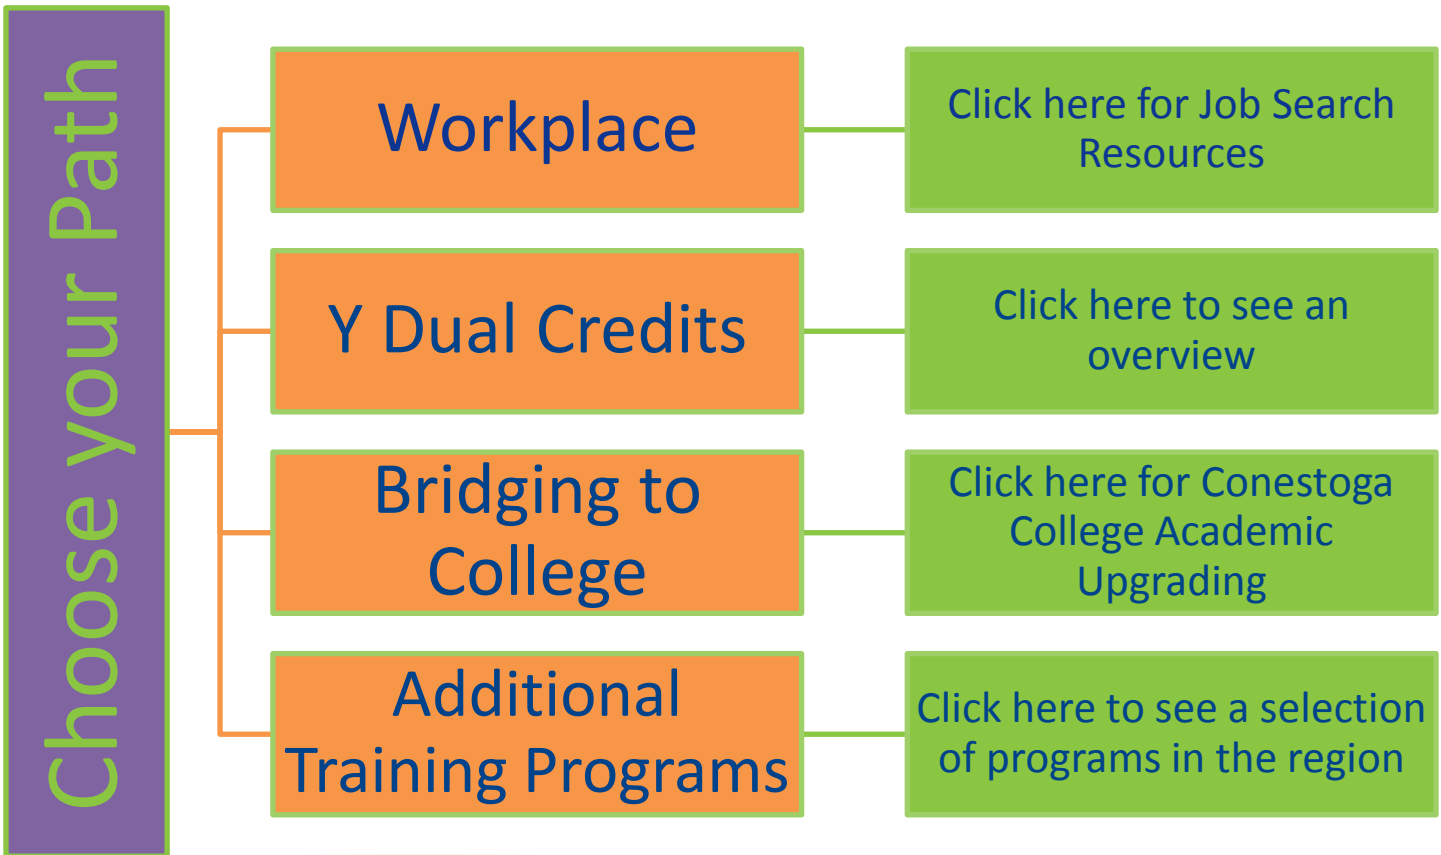 Choose your Path
Workplace
Click here for Job Search
Resources
Y Dual Credits
Click here to see an
overview
Bridging to
College
Click here for Conestoga
College Academic
Upgrading
Additional
Training Programs
Click here to see a selection
of programs in the region